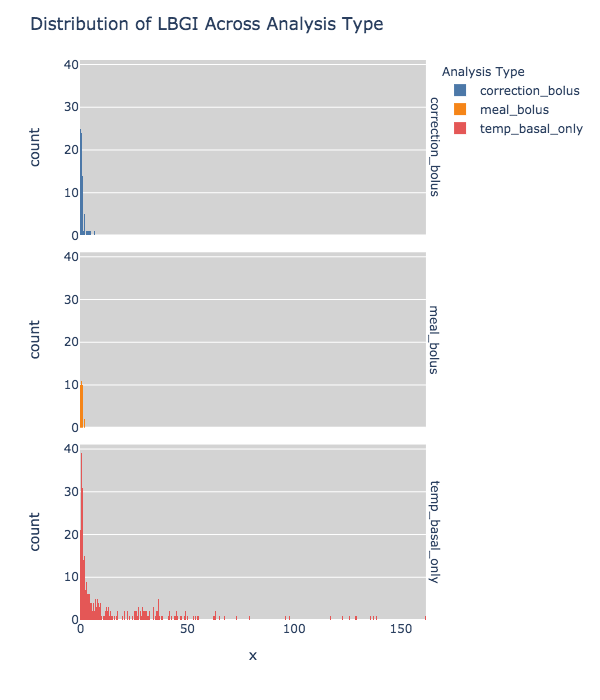 Distribution of LBGI Across Analysis Type
Analysis Type
correction_bolus
meal_bolus
temp_basal_only
40
30
20
10
0
count
correction_bolus
40
30
20
10
0
count
meal_bolus
40
30
20
10
0
count
temp_basal_only
0
50
100
150
x